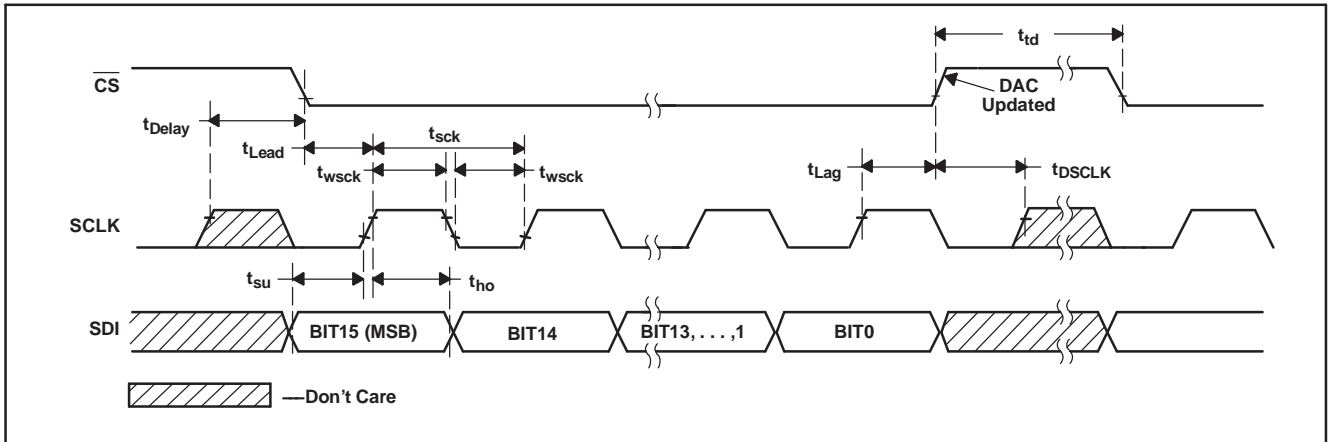 t_td
CS
DAC
Updated
t_Delay
t_Lead
t_sck
t_wsck
t_wsck
t_Lag
t_DSCLK
SCLK
t_su
t_ho
SDI
BIT15 (MSB)
BIT14
BIT13, . . . ,1
BIT0
—Don't Care